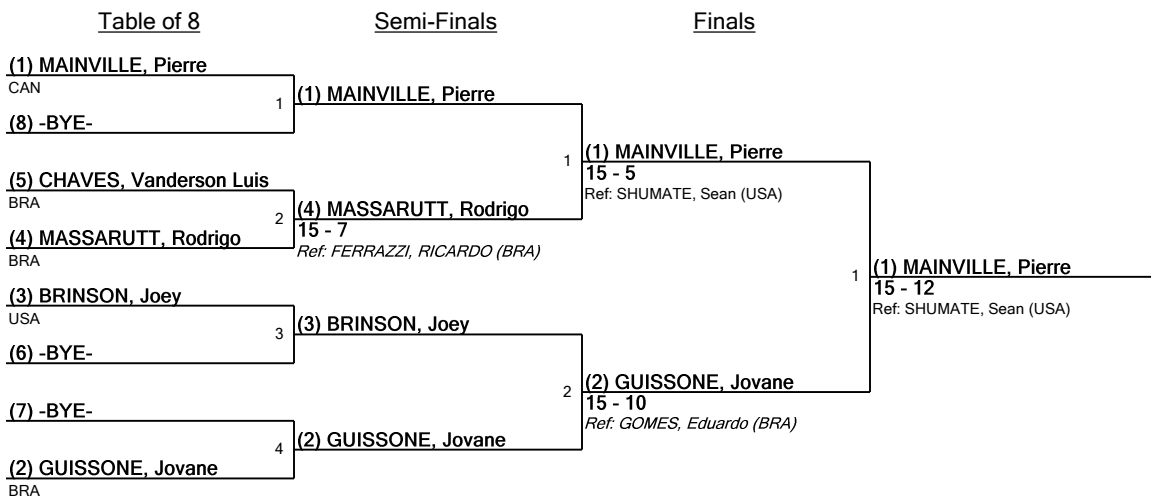 Table of 8
Semi-Finals
Finals
(1) MAINVILLE, Pierre
CAN
(8) -BYE-
(5) CHAVES, Vanderson Luis
BRA
(4) MASSARUTT, Rodrigo
BRA
(3) BRINSON, Joey
USA
(6) -BYE-
(7) -BYE-
(2) GUISSONE, Jovane
BRA
1
(1) MAINVILLE, Pierre
2
(4) MASSARUTT, Rodrigo
15 - 7
Ref: FERRAZZI, RICARDO (BRA)
3
(3) BRINSON, Joey
4
(2) GUISSONE, Jovane
1
(1) MAINVILLE, Pierre
15 - 5
Ref: SHUMATE, Sean (USA)
2
(2) GUISSONE, Jovane
15 - 10
Ref: GOMES, Eduardo (BRA)
1
(1) MAINVILLE, Pierre
15 - 12
Ref: SHUMATE, Sean (USA)